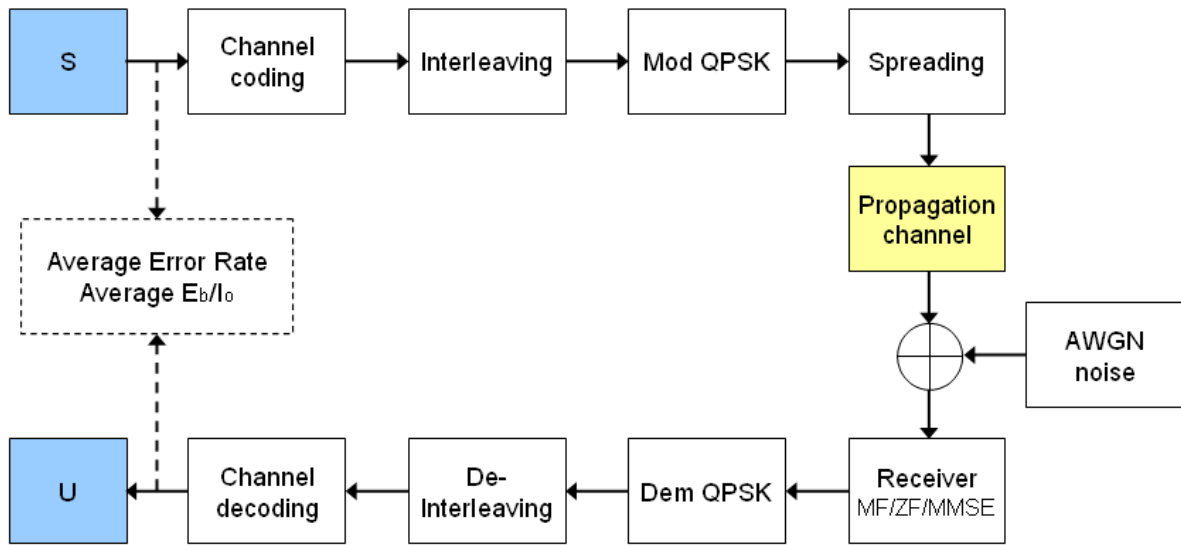 S
Channel
coding
Interleaving
Mod QPSK
Spreading
Propagation
channel
Average Error Rate
Average Eb/Io
AWGN
noise
U
Channel
decoding
De-
Interleaving
Dem QPSK
Receiver
MF/ZF/MMSE